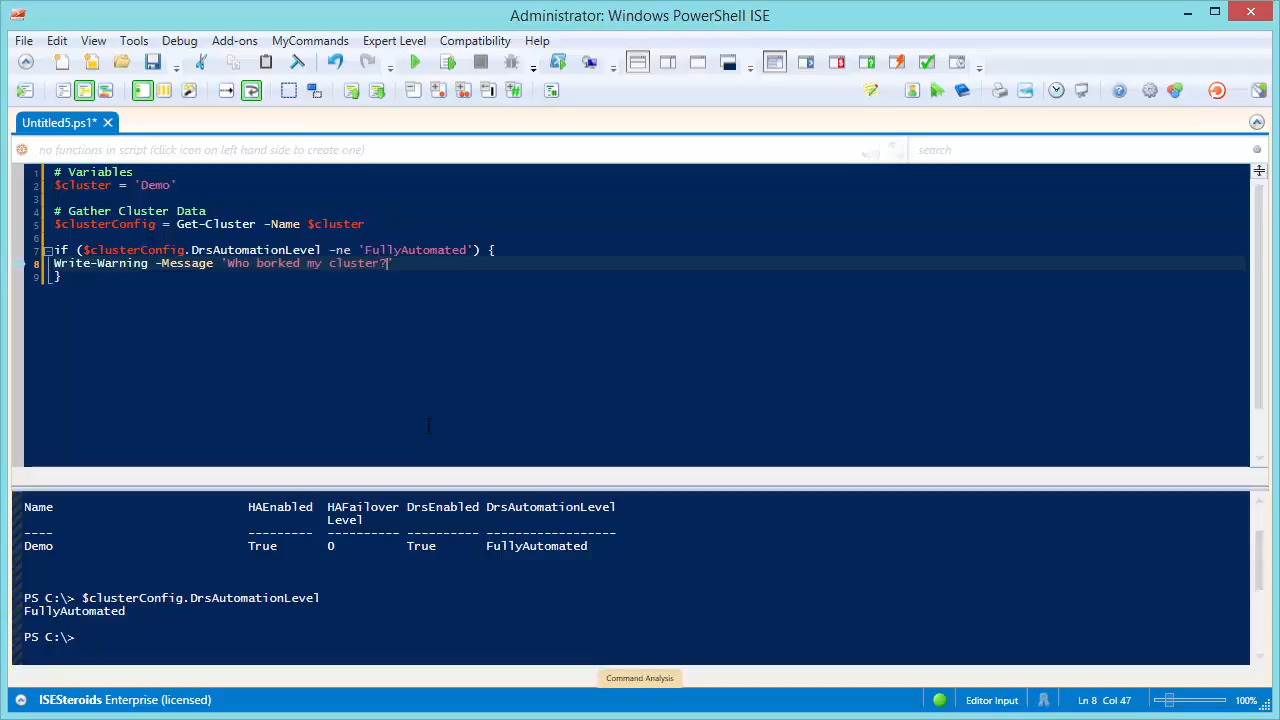 Administrator: Windows PowerShell ISE
File Edit View Tools Debug Add-ons MyCommands Expert Level Compatibility Help
Untitled5.ps1*
no functions in script (click icon on left hand side to create one)
search
1 # Variables
2 $cluster = 'Demo'
3
4 # Gather Cluster Data
5 $clusterConfig = Get-Cluster -Name $cluster
6
7 if ($clusterConfig.DrsAutomationLevel -ne 'FullyAutomated') {
8 Write-Warning -Message 'Who borked my cluster?'
9 }
Name HAEnabled HAFailover DrsEnabled DrsAutomationLevel
Level
---- --------- ---------- ---------- ------------------
Demo True 0 True FullyAutomated
PS C:\> $clusterConfig.DrsAutomationLevel
FullyAutomated
PS C:\>
Command Analysis
ISESteroids Enterprise (licensed)
Editor Input
Ln 8 Col 47
100%